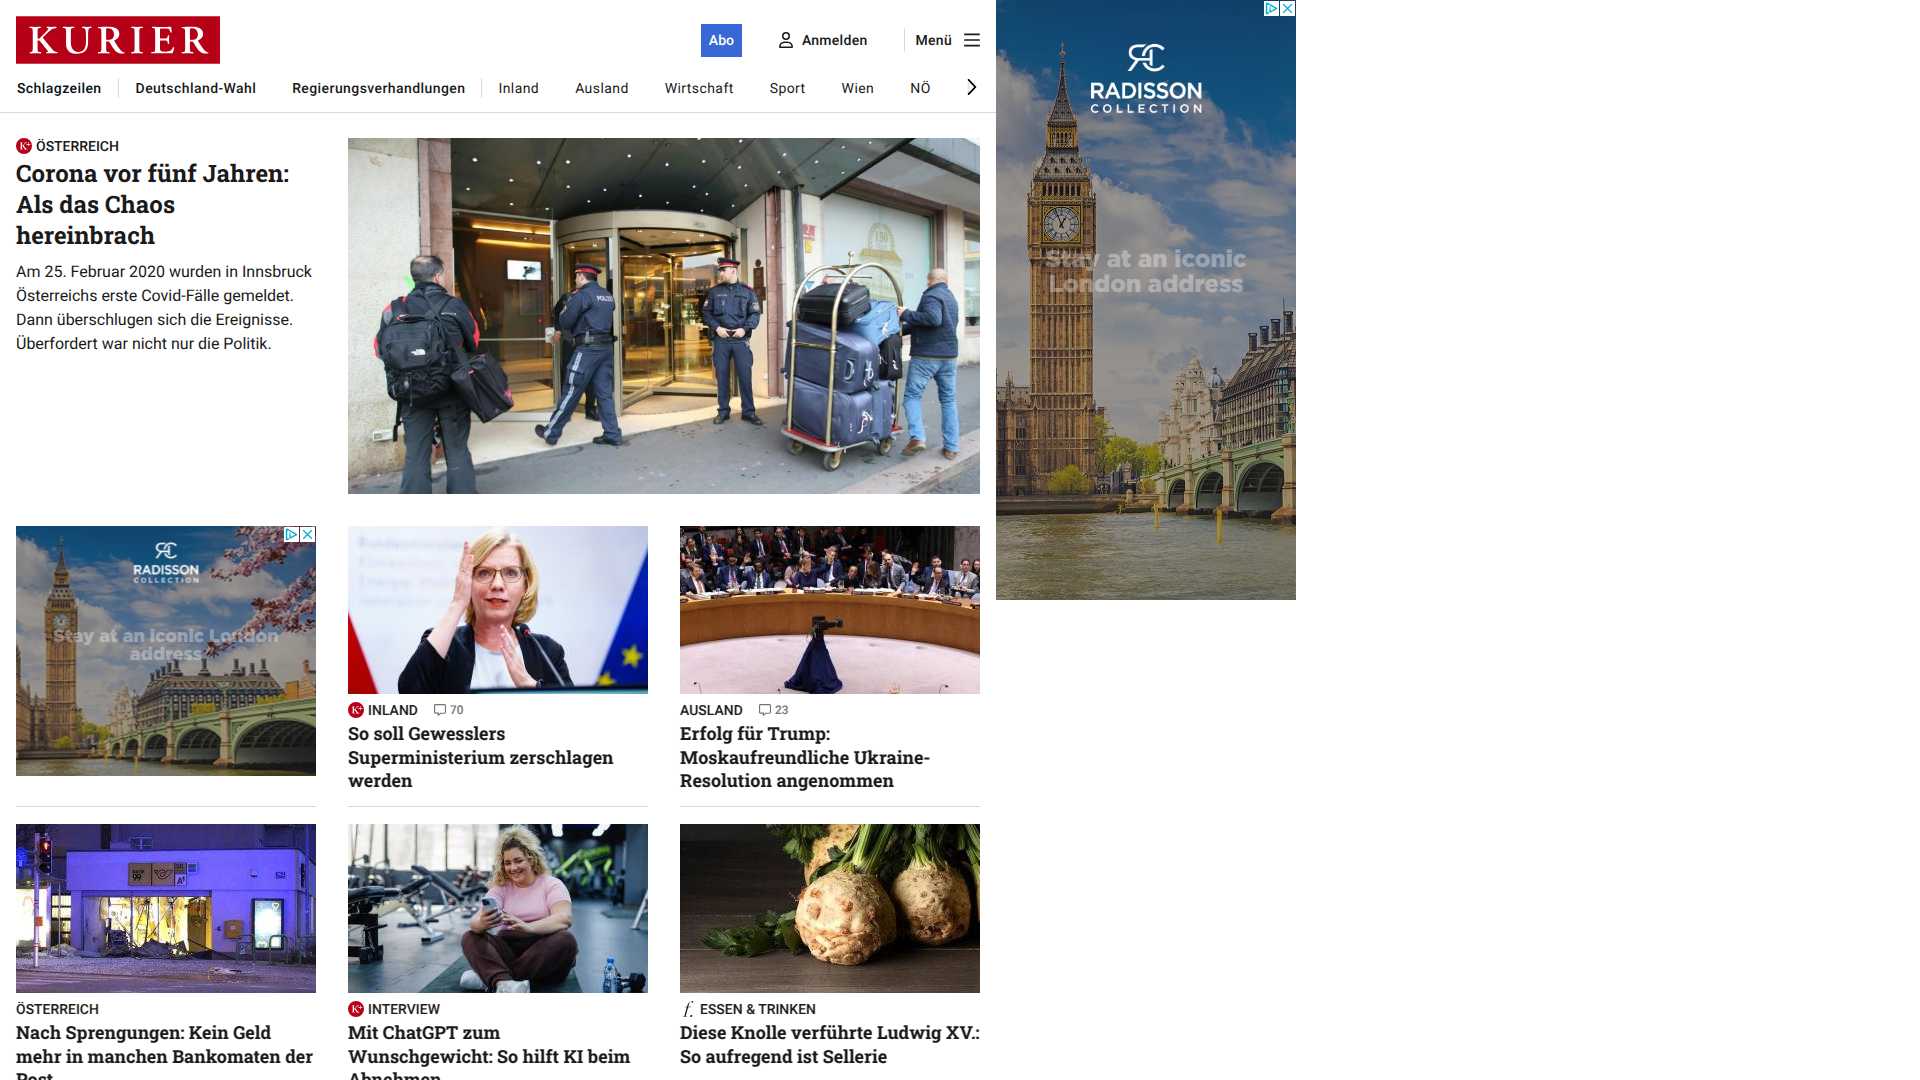 KURIER
Abo
Anmelden
Menü
Schlagzeilen
Deutschland-Wahl
Regierungsverhandlungen
Inland
Ausland
Wirtschaft
Sport
Wien
NÖ
K+ ÖSTERREICH
Corona vor fünf Jahren:
Als das Chaos
hereinbrach
Am 25. Februar 2020 wurden in Innsbruck
Österreichs erste Covid-Fälle gemeldet.
Dann überschlugen sich die Ereignisse.
Überfordert war nicht nur die Politik.
POLIZEI
RADISSON
COLLECTION
Stay at an iconic
London address
RADISSON
COLLECTION
Stay at an iconic London
address
K+ INLAND 70
So soll Gewesslers
Superministerium zerschlagen
werden
AUSLAND 23
Erfolg für Trump:
Moskaufreundliche Ukraine-
Resolution angenommen
ÖSTERREICH
Nach Sprengungen: Kein Geld
mehr in manchen Bankomaten der
Post
K+ INTERVIEW
Mit ChatGPT zum
Wunschgewicht: So hilft KI beim
Abnehmen
f. ESSEN & TRINKEN
Diese Knolle verführte Ludwig XV.:
So aufregend ist Sellerie